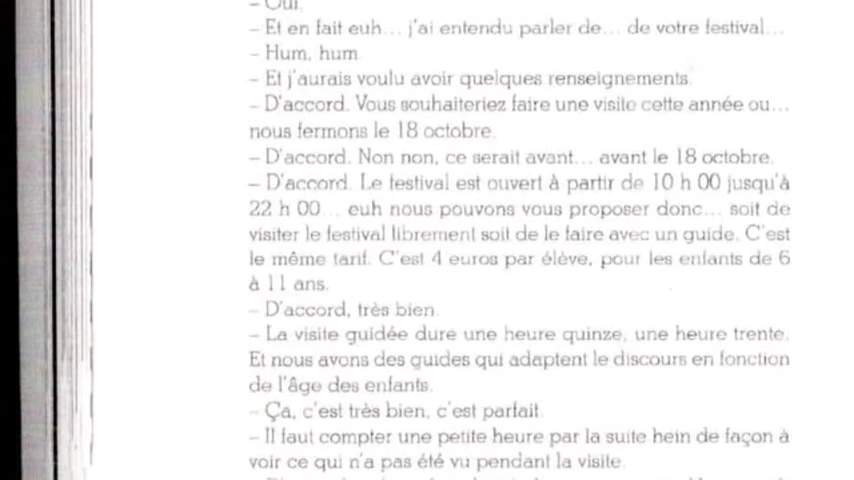 – Oui.
– Et en fait euh… j'ai entendu parler de… de votre festival…
– Hum, hum.
– Et j'aurais voulu avoir quelques renseignements.
– D'accord. Vous souhaiteriez faire une visite cette année ou…
nous fermons le 18 octobre.
– D'accord. Non non, ce serait avant… avant le 18 octobre.
– D'accord. Le festival est ouvert à partir de 10 h 00 jusqu'à
22 h 00… euh nous pouvons vous proposer donc… soit de
visiter le festival librement soit de le faire avec un guide. C'est
le même tarif. C'est 4 euros par élève, pour les enfants de 6
à 11 ans.
– D'accord, très bien.
– La visite guidée dure une heure quinze, une heure trente.
Et nous avons des guides qui adaptent le discours en fonction
de l'âge des enfants.
– Ça, c'est très bien, c'est parfait.
– Il faut compter une petite heure par la suite hein de façon à
voir ce qui n'a pas été vu pendant la visite.